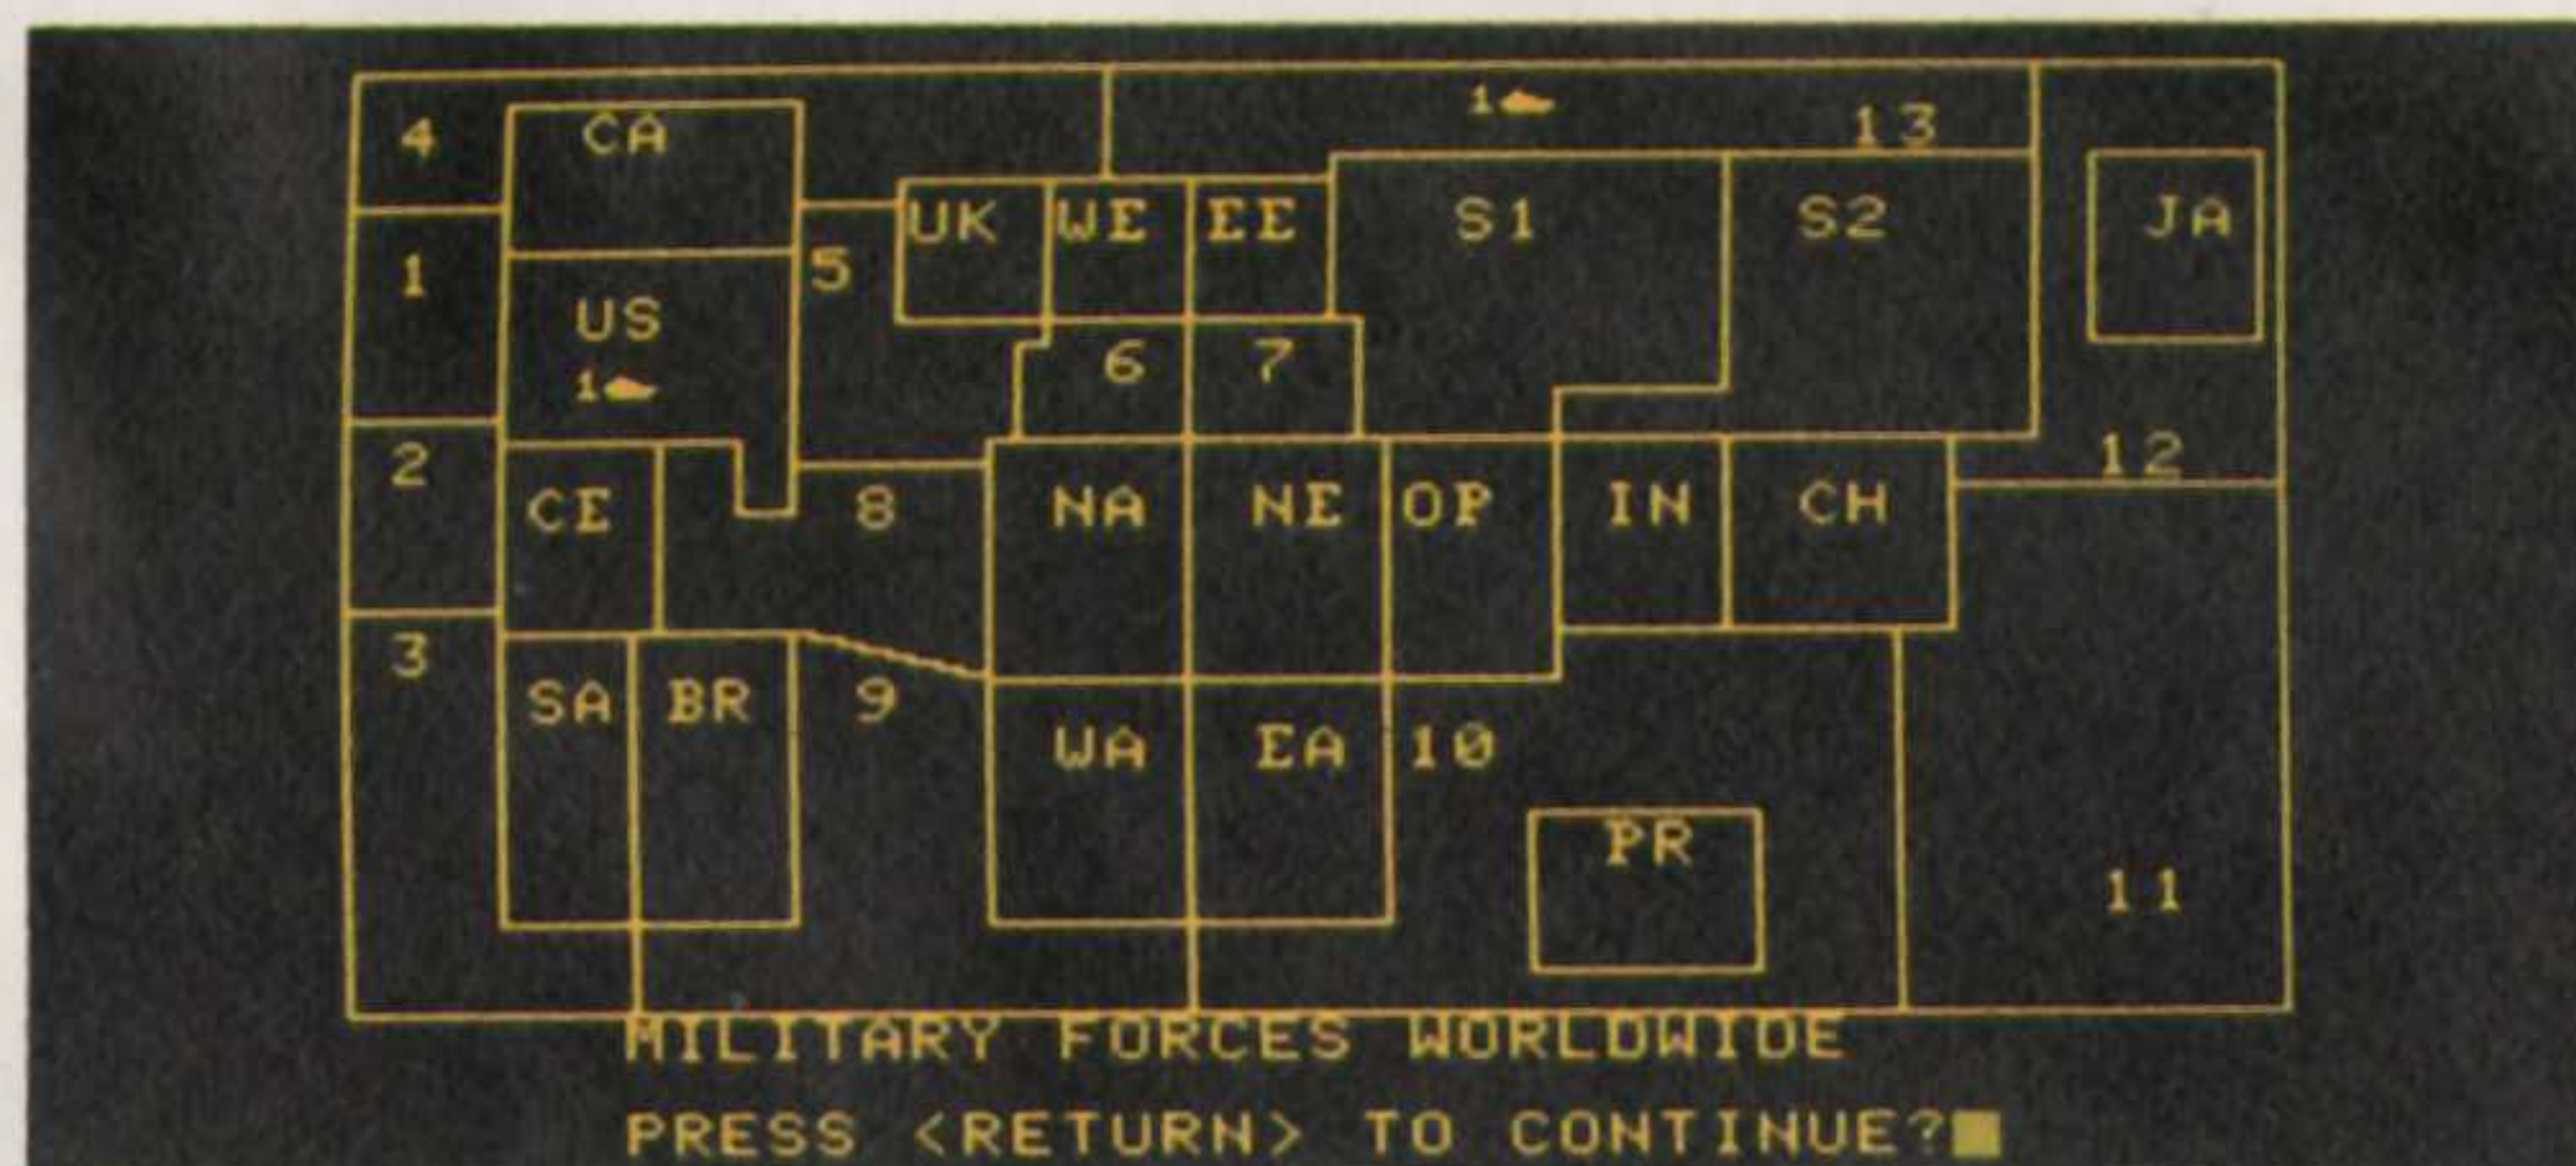 1 13
4 CA
UK WE EE S1 S2 JA
1 US 5
6 7
1
2 CE 8 NA NE OP IN CH 12
3 SA BR 9 WA EA 10
PR
11
MILITARY FORCES WORLDWIDE
PRESS <RETURN> TO CONTINUE?